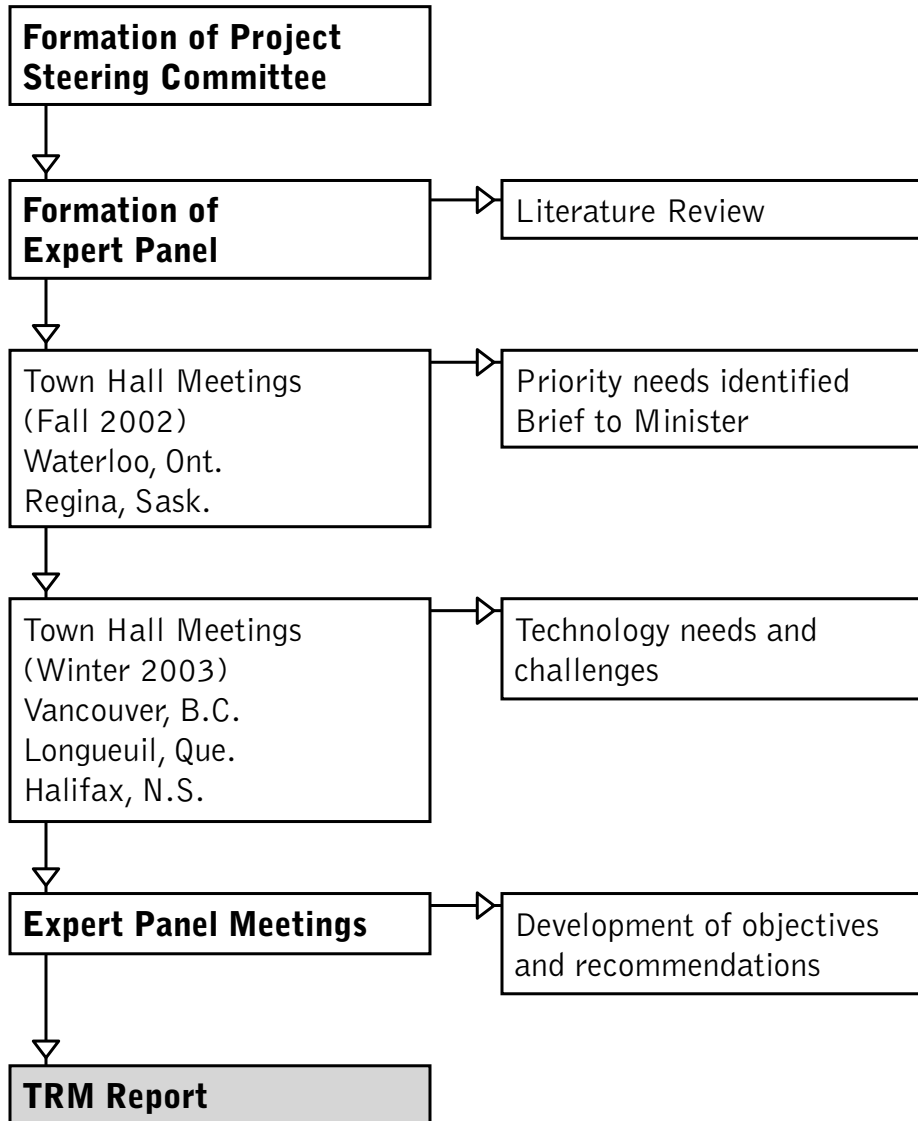 Formation of Project
Steering Committee
Formation of
Expert Panel
Literature Review
Town Hall Meetings
(Fall 2002)
Waterloo, Ont.
Regina, Sask.
Priority needs identified
Brief to Minister
Town Hall Meetings
(Winter 2003)
Vancouver, B.C.
Longueuil, Que.
Halifax, N.S.
Technology needs and
challenges
Expert Panel Meetings
Development of objectives
and recommendations
TRM Report